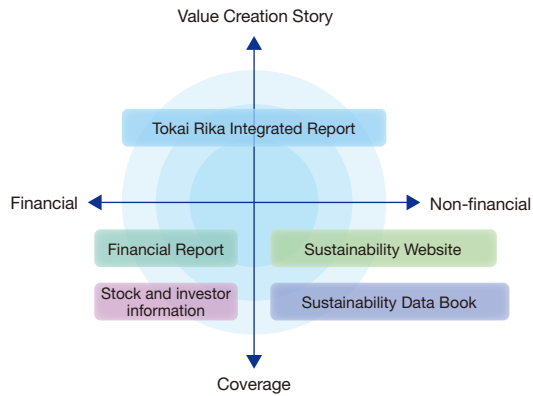 Value Creation Story
Tokai Rika Integrated Report
Financial
Non-financial
Financial Report
Sustainability Website
Stock and investor
information
Sustainability Data Book
Coverage